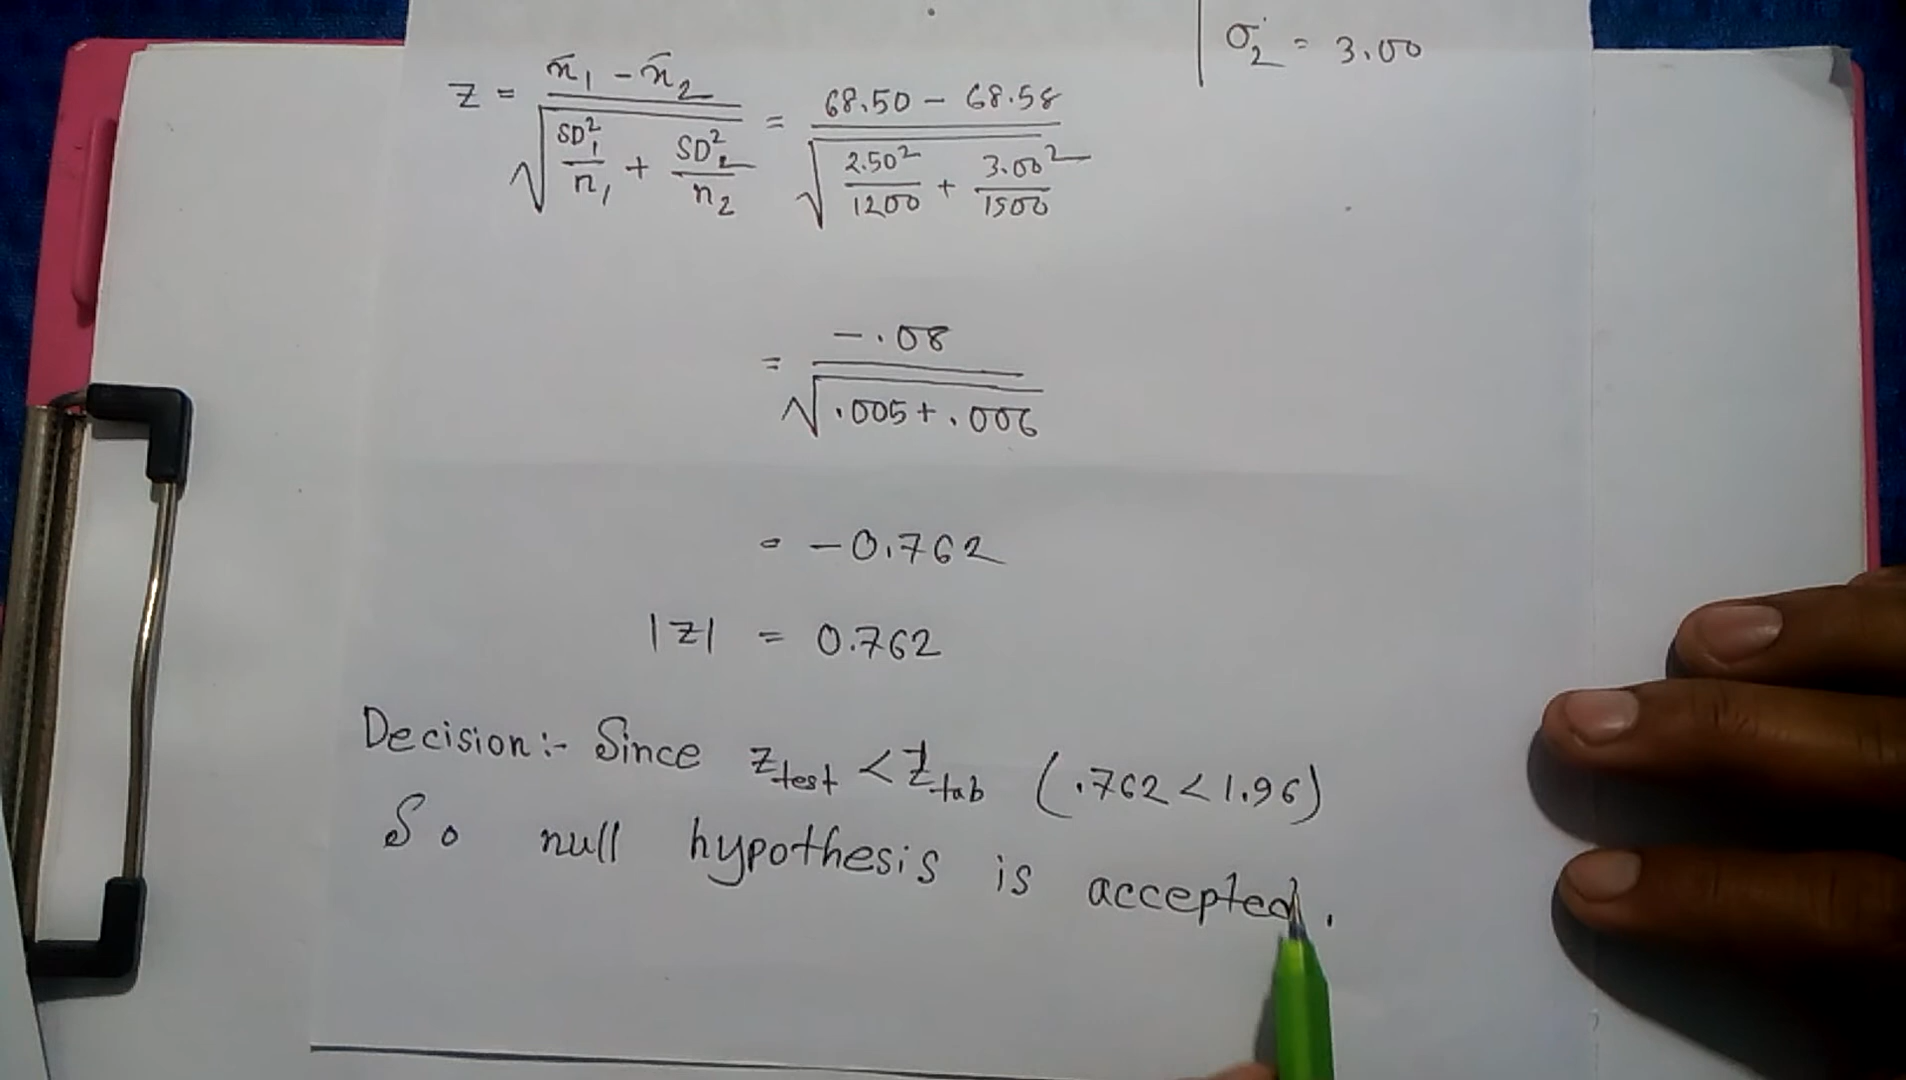 σ₂ = 3.00
z = (x̄₁ - x̄₂) / √(SD₁²/n₁ + SD₂²/n₂) = (68.50 - 68.58) / √(2.50²/1200 + 3.00²/1500)
= -.08 / √(.005 + .006
= -0.762
|z| = 0.762
Decision:- Since z_test < z_tab (.762 < 1.96)
So null hypothesis is accepted.